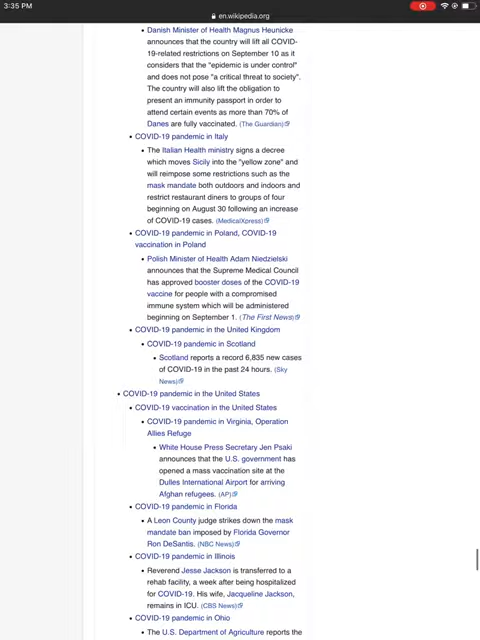 3:35 PM
en.wikipedia.org
Danish Minister of Health Magnus Heunicke
announces that the country will lift all COVID-
19-related restrictions on September 10 as it
considers that the "epidemic is under control"
and does not pose "a critical threat to society".
The country will also lift the obligation to
present an immunity passport in order to
attend certain events as more than 70% of
Danes are fully vaccinated. (The Guardian)
COVID-19 pandemic in Italy
The Italian Health ministry signs a decree
which moves Sicily into the "yellow zone" and
will reimpose some restrictions such as the
mask mandate both outdoors and indoors and
restrict restaurant diners to groups of four
beginning on August 30 following an increase
of COVID-19 cases. (MedicalXpress)
COVID-19 pandemic in Poland, COVID-19
vaccination in Poland
Polish Minister of Health Adam Niedzielski
announces that the Supreme Medical Council
has approved booster doses of the COVID-19
vaccine for people with a compromised
immune system which will be administered
beginning on September 1. (The First News)
COVID-19 pandemic in the United Kingdom
COVID-19 pandemic in Scotland
Scotland reports a record 6,835 new cases
of COVID-19 in the past 24 hours. (Sky
News)
COVID-19 pandemic in the United States
COVID-19 vaccination in the United States
COVID-19 pandemic in Virginia, Operation
Allies Refuge
White House Press Secretary Jen Psaki
announces that the U.S. government has
opened a mass vaccination site at the
Dulles International Airport for arriving
Afghan refugees. (AP)
COVID-19 pandemic in Florida
A Leon County judge strikes down the mask
mandate ban imposed by Florida Governor
Ron DeSantis. (NBC News)
COVID-19 pandemic in Illinois
Reverend Jesse Jackson is transferred to a
rehab facility, a week after being hospitalized
for COVID-19. His wife, Jacqueline Jackson,
remains in ICU. (CBS News)
COVID-19 pandemic in Ohio
The U.S. Department of Agriculture reports the